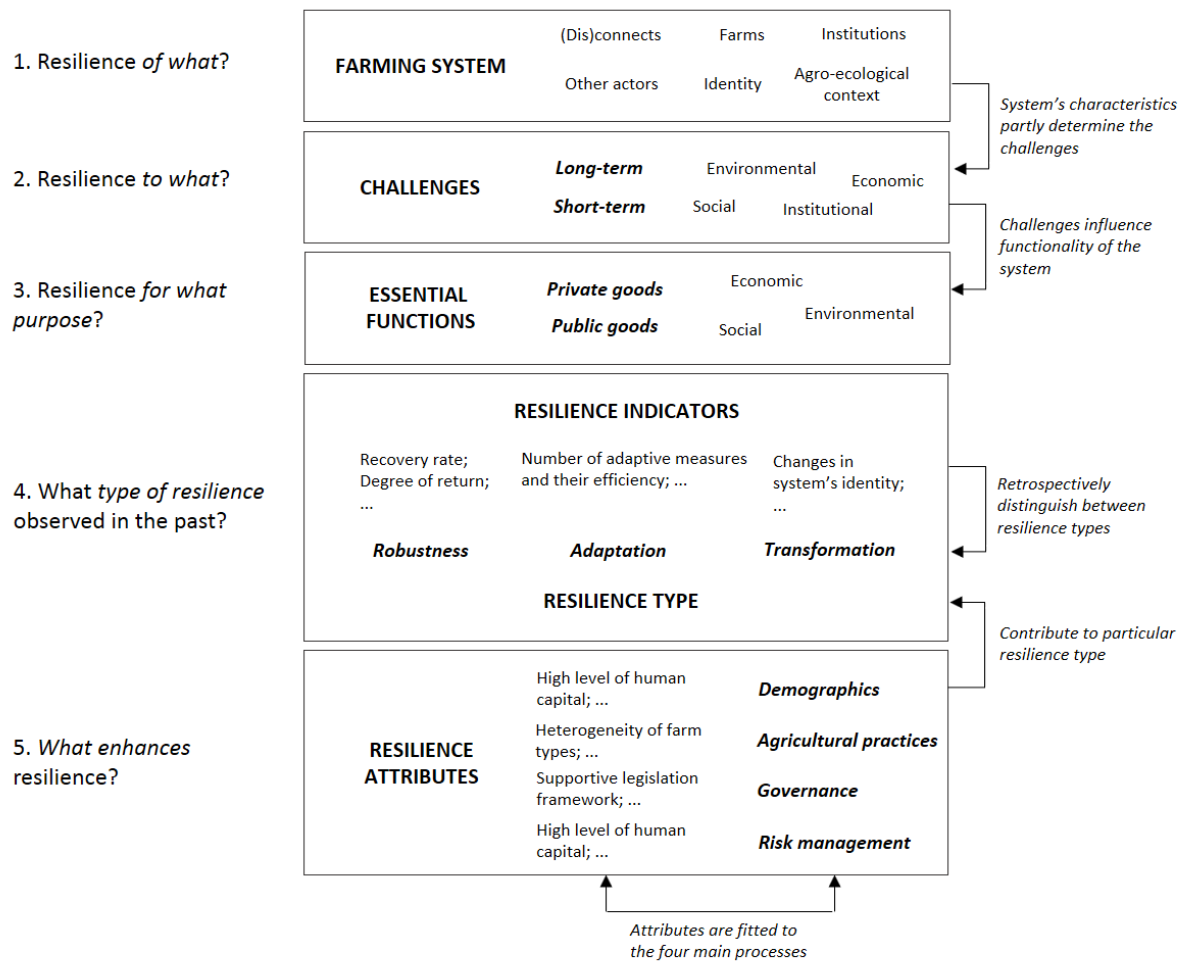 1. Resilience of what?
FARMING SYSTEM
(Dis)connects
Farms
Institutions
Other actors
Identity
Agro-ecological
context
System’s characteristics
partly determine the
challenges
2. Resilience to what?
CHALLENGES
Long-term
Environmental
Economic
Short-term
Social
Institutional
Challenges influence
functionality of the
system
3. Resilience for what
purpose?
ESSENTIAL
FUNCTIONS
Private goods
Economic
Environmental
Public goods
Social
4. What type of resilience
observed in the past?
RESILIENCE INDICATORS
Recovery rate;
Degree of return;
...
Number of adaptive measures
and their efficiency; ...
Changes in
system’s identity;
...
Robustness
Adaptation
Transformation
RESILIENCE TYPE
Retrospectively
distinguish between
resilience types
Contribute to particular
resilience type
5. What enhances
resilience?
RESILIENCE
ATTRIBUTES
High level of human
capital; ...
Demographics
Heterogeneity of farm
types; ...
Agricultural practices
Supportive legislation
framework; ...
Governance
High level of human
capital; ...
Risk management
Attributes are fitted to
the four main processes